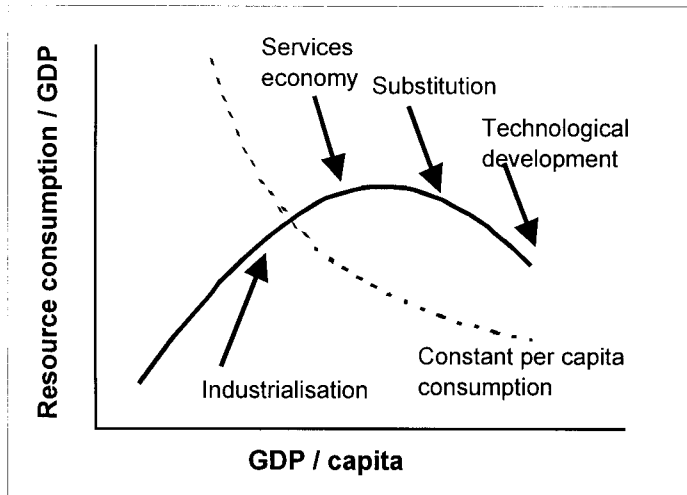 Services
economy
Substitution
Technological
development
Resource consumption / GDP
Industrialisation
Constant per capita
consumption
GDP / capita